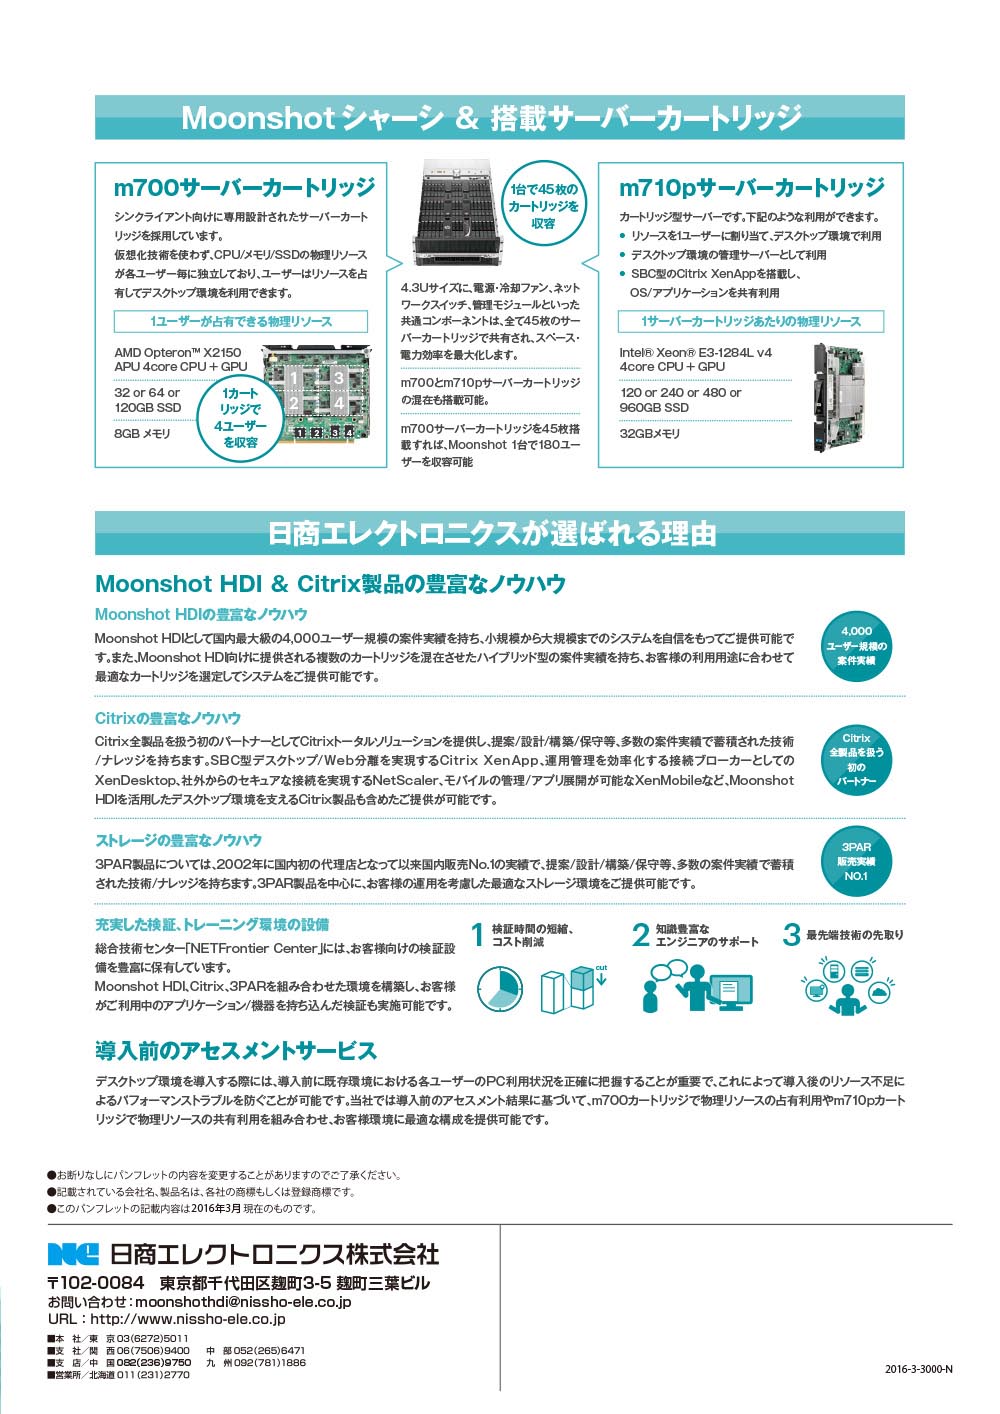 Moonshotシャーシ & 搭載サーバーカートリッジ
m700サーバーカートリッジ
シンクライアント向けに専用設計されたサーバーカート
リッジを採用しています。
仮想化技術を使わず、CPU/メモリ/SSDの物理リソース
が各ユーザー毎に独立しており、ユーザーはリソースを占
有してデスクトップ環境を利用できます。
1ユーザーが占有できる物理リソース
AMD Opteron™ X2150
APU 4core CPU + GPU
32 or 64 or
120GB SSD
8GB メモリ
1カート
リッジで
4ユーザー
を収容
1 3
2 4
1 2 3 4
1台で45枚の
カートリッジを
収容
4.3Uサイズに、電源・冷却ファン、ネット
ワークスイッチ、管理モジュールといった
共通コンポーネントは、全て45枚のサー
バーカートリッジで共有され、スペース・
電力効率を最大化します。
m700とm710pサーバーカートリッジ
の混在も搭載可能。
m700サーバーカートリッジを45枚搭
載すれば、Moonshot 1台で180ユー
ザーを収容可能
m710pサーバーカートリッジ
カートリッジ型サーバーです。下記のような利用ができます。
● リソースを1ユーザーに割り当て、デスクトップ環境で利用
● デスクトップ環境の管理サーバーとして利用
● SBC型のCitrix XenAppを搭載し、
OS/アプリケーションを共有利用
1サーバーカートリッジあたりの物理リソース
Intel® Xeon® E3-1284L v4
4core CPU + GPU
120 or 240 or 480 or
960GB SSD
32GBメモリ
日商エレクトロニクスが選ばれる理由
Moonshot HDI & Citrix製品の豊富なノウハウ
Moonshot HDIの豊富なノウハウ
Moonshot HDIとして国内最大級の4,000ユーザー規模の案件実績を持ち、小規模から大規模までのシステムを自信をもってご提供可能で
す。また、Moonshot HDI向けに提供される複数のカートリッジを混在させたハイブリッド型の案件実績を持ち、お客様の利用用途に合わせて
最適なカートリッジを選定してシステムをご提供可能です。
4,000
ユーザー規模の
案件実績
Citrixの豊富なノウハウ
Citrix全製品を扱う初のパートナーとしてCitrixトータルソリューションを提供し、提案/設計/構築/保守等、多数の案件実績で蓄積された技術
/ナレッジを持ちます。SBC型デスクトップ/Web分離を実現するCitrix XenApp、運用管理を効率化する接続ブローカーとしての
XenDesktop、社外からのセキュアな接続を実現するNetScaler、モバイルの管理/アプリ展開が可能なXenMobileなど、Moonshot
HDIを活用したデスクトップ環境を支えるCitrix製品も含めたご提供が可能です。
Citrix
全製品を扱う
初の
パートナー
ストレージの豊富なノウハウ
3PAR製品については、2002年に国内初の代理店となって以来国内販売No.1の実績で、提案/設計/構築/保守等、多数の案件実績で蓄積
された技術/ナレッジを持ちます。3PAR製品を中心に、お客様の運用を考慮した最適なストレージ環境をご提供可能です。
3PAR
販売実績
NO.1
充実した検証、トレーニング環境の設備
総合技術センター「NETFrontier Center」には、お客様向けの検証設
備を豊富に保有しています。
Moonshot HDI、Citrix、3PARを組み合わせた環境を構築し、お客様
がご利用中のアプリケーション/機器を持ち込んだ検証も実施可能です。
1 検証時間の短縮、
コスト削減
cut
2 知識豊富な
エンジニアのサポート
3 最先端技術の先取り
導入前のアセスメントサービス
デスクトップ環境を導入する際には、導入前に既存環境における各ユーザーのPC利用状況を正確に把握することが重要で、これによって導入後のリソース不足に
よるパフォーマンストラブルを防ぐことが可能です。当社では導入前のアセスメント結果に基づいて、m700カートリッジで物理リソースの占有利用やm710pカート
リッジで物理リソースの共有利用を組み合わせ、お客様環境に最適な構成を提供可能です。
●お断りなしにパンフレットの内容を変更することがありますのでご了承ください。
●記載されている会社名、製品名は、各社の商標もしくは登録商標です。
●このパンフレットの記載内容は2016年3月現在のものです。
NE 日商エレクトロニクス株式会社
〒102-0084 東京都千代田区麹町3-5 麹町三葉ビル
お問い合わせ：moonshothdi@nissho-ele.co.jp
URL：http://www.nissho-ele.co.jp
■本 社／東 京 03(6272)5011
■支 社／関 西 06(7506)9400 中 部 052(265)6471
■支 店／中 国 082(236)9750 九 州 092(781)1886
■営業所／北海道 011(231)2770
2016-3-3000-N